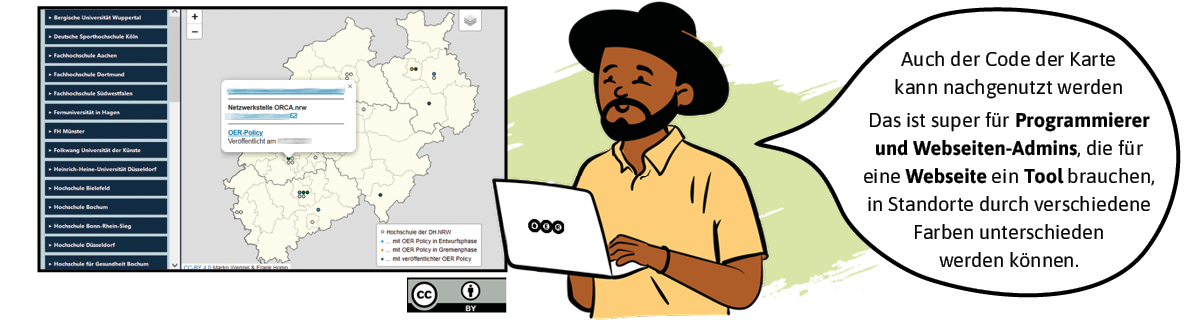 ▸ Bergische Universität Wuppertal
▸ Deutsche Sporthochschule Köln
▸ Fachhochschule Aachen
▸ Fachhochschule Dortmund
▸ Fachhochschule Südwestfalen
▸ Fernuniversität in Hagen
▸ FH Münster
▸ Folkwang Universität der Künste
▸ Heinrich-Heine-Universität Düsseldorf
▸ Hochschule Bielefeld
▸ Hochschule Bochum
▸ Hochschule Bonn-Rhein-Sieg
▸ Hochschule Düsseldorf
▸ Hochschule für Gesundheit Bochum
+
−
×
Netzwerkstelle ORCA.nrw
OER-Policy
Veröffentlicht am
Hochschule der DH.NRW
... mit OER Policy in Entwurfsphase
... mit OER Policy in Gremienphase
... mit veröffentlichter OER Policy
CC-BY 4.0 Marko Wenzel & Frank Homp
CC
BY
OER
Auch der Code der Karte
kann nachgenutzt werden
Das ist super für Programmierer
und Webseiten-Admins, die für
eine Webseite ein Tool brauchen,
in Standorte durch verschiedene
Farben unterschieden
werden können.